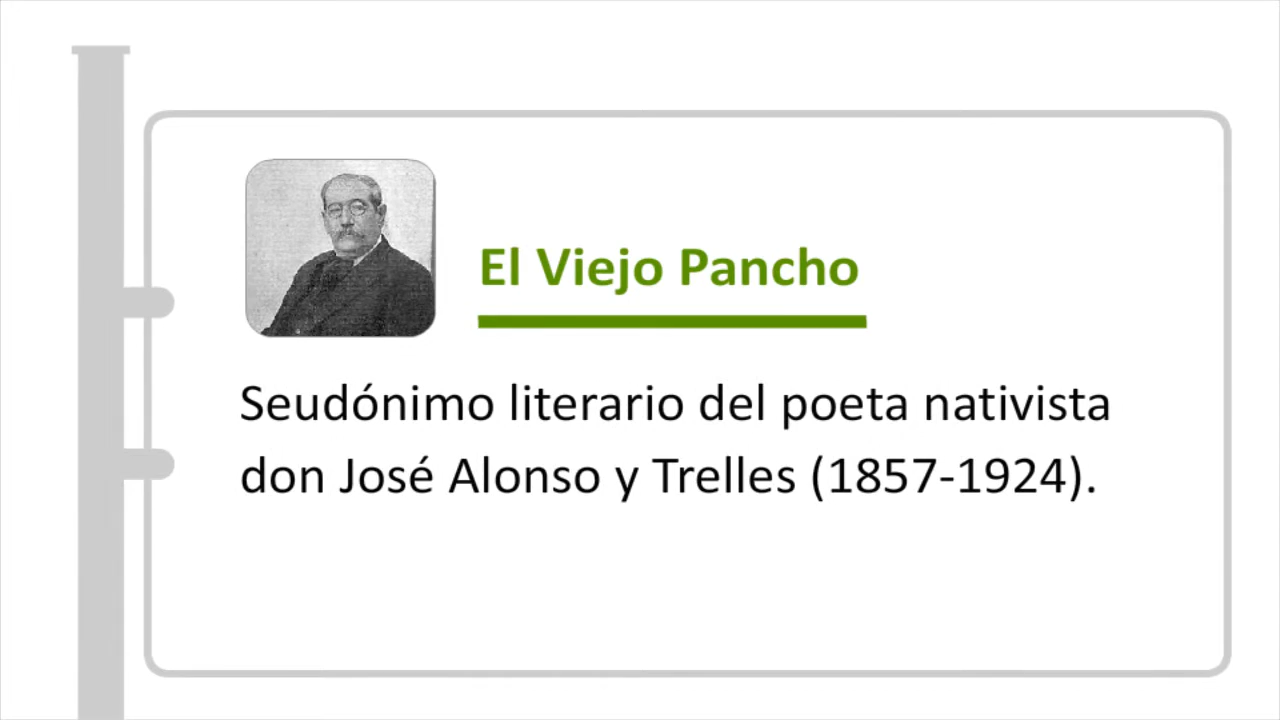 El Viejo Pancho
Seudónimo literario del poeta nativista
don José Alonso y Trelles (1857-1924).